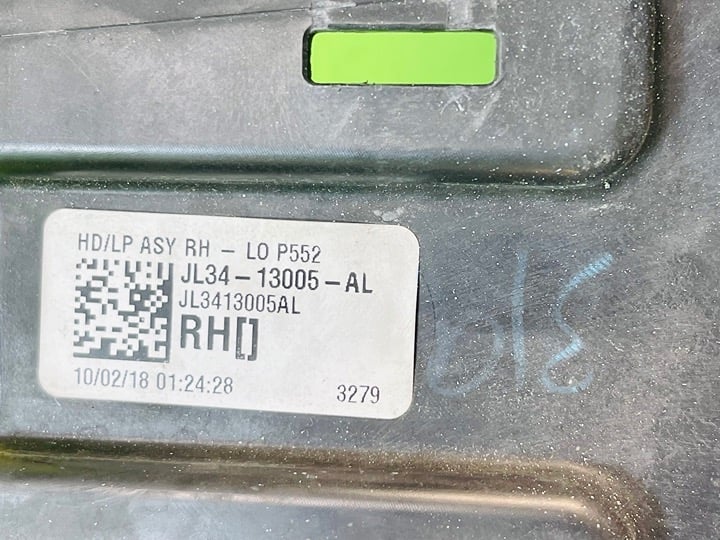 HD/LP ASY RH - LO P552
JL34-13005-AL
JL3413005AL
RH[]
10/02/18 01:24:28
3279